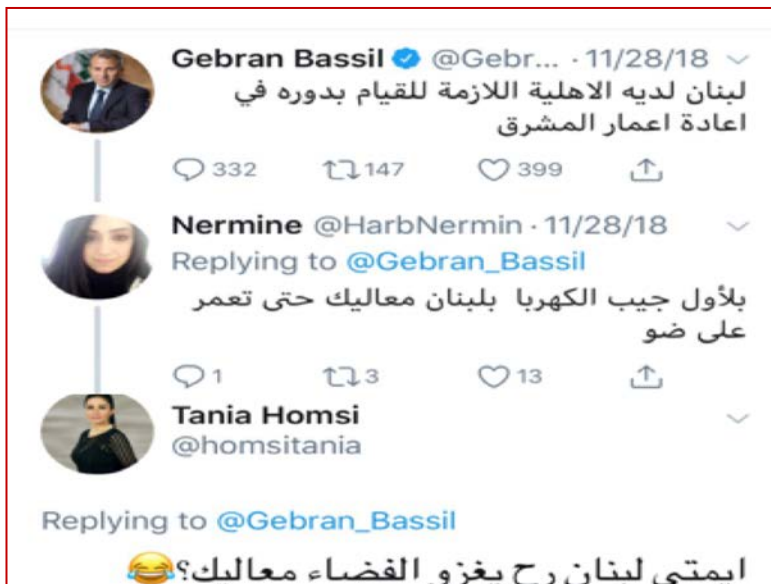 Gebran Bassil @Gebr... · 11/28/18
لبنان لديه الاهلية اللازمة للقيام بدوره في
اعادة اعمار المشرق
332 147 399
Nermine @HarbNermin · 11/28/18
Replying to @Gebran_Bassil
بلأول جيب الكهربا بلبنان معاليك حتى تعمر
على ضو
1 3 13
Tania Homsi
@homsitania
Replying to @Gebran_Bassil
ايمتى لبنان رح يغزو الفضاء معاليك؟😂